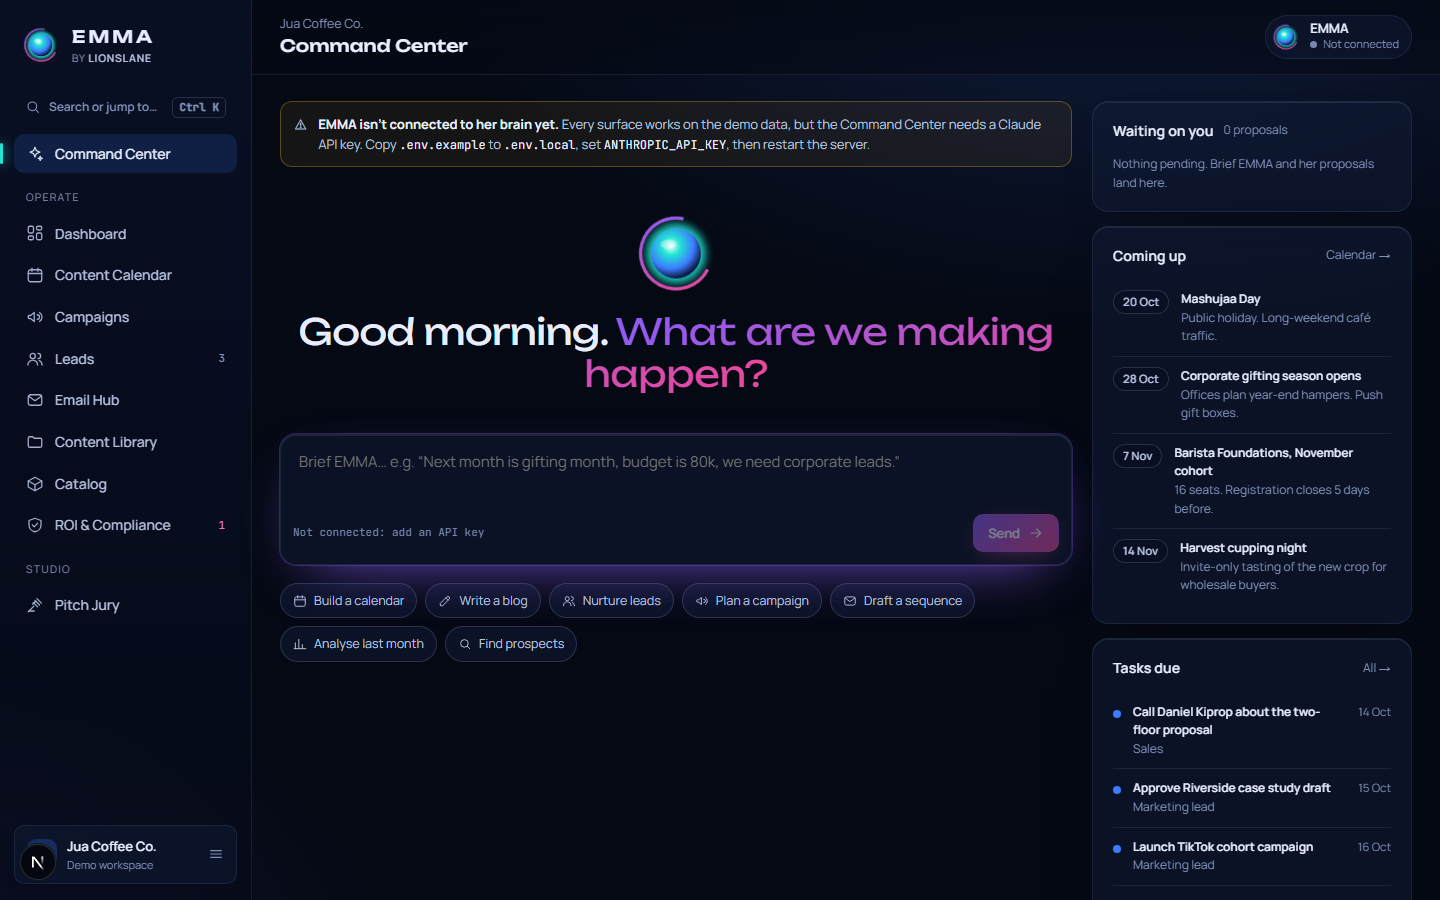 EMMA
BY LIONSLANE
Search or jump to...
Ctrl K
Command Center
OPERATE
Dashboard
Content Calendar
Campaigns
Leads
3
Email Hub
Content Library
Catalog
ROI & Compliance
1
STUDIO
Pitch Jury
N
Jua Coffee Co.
Demo workspace
Jua Coffee Co.
Command Center
EMMA
Not connected
EMMA isn't connected to her brain yet. Every surface works on the demo data, but the Command Center needs a Claude
API key. Copy .env.example to .env.local, set ANTHROPIC_API_KEY, then restart the server.
Good morning. What are we making
happen?
Brief EMMA... e.g. “Next month is gifting month, budget is 80k, we need corporate leads.”
Not connected: add an API key
Send →
Build a calendar
Write a blog
Nurture leads
Plan a campaign
Draft a sequence
Analyse last month
Find prospects
Waiting on you 0 proposals
Nothing pending. Brief EMMA and her proposals
land here.
Coming up
Calendar →
20 Oct
Mashujaa Day
Public holiday. Long-weekend café
traffic.
28 Oct
Corporate gifting season opens
Offices plan year-end hampers. Push
gift boxes.
7 Nov
Barista Foundations, November
cohort
16 seats. Registration closes 5 days
before.
14 Nov
Harvest cupping night
Invite-only tasting of the new crop for
wholesale buyers.
Tasks due
All →
Call Daniel Kiprop about the two-
floor proposal
14 Oct
Sales
Approve Riverside case study draft
15 Oct
Marketing lead
Launch TikTok cohort campaign
16 Oct
Marketing lead